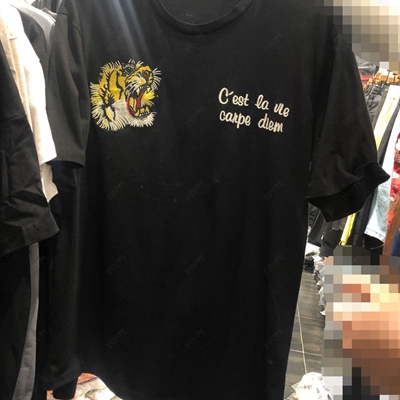 C'est la vie
carpe diem